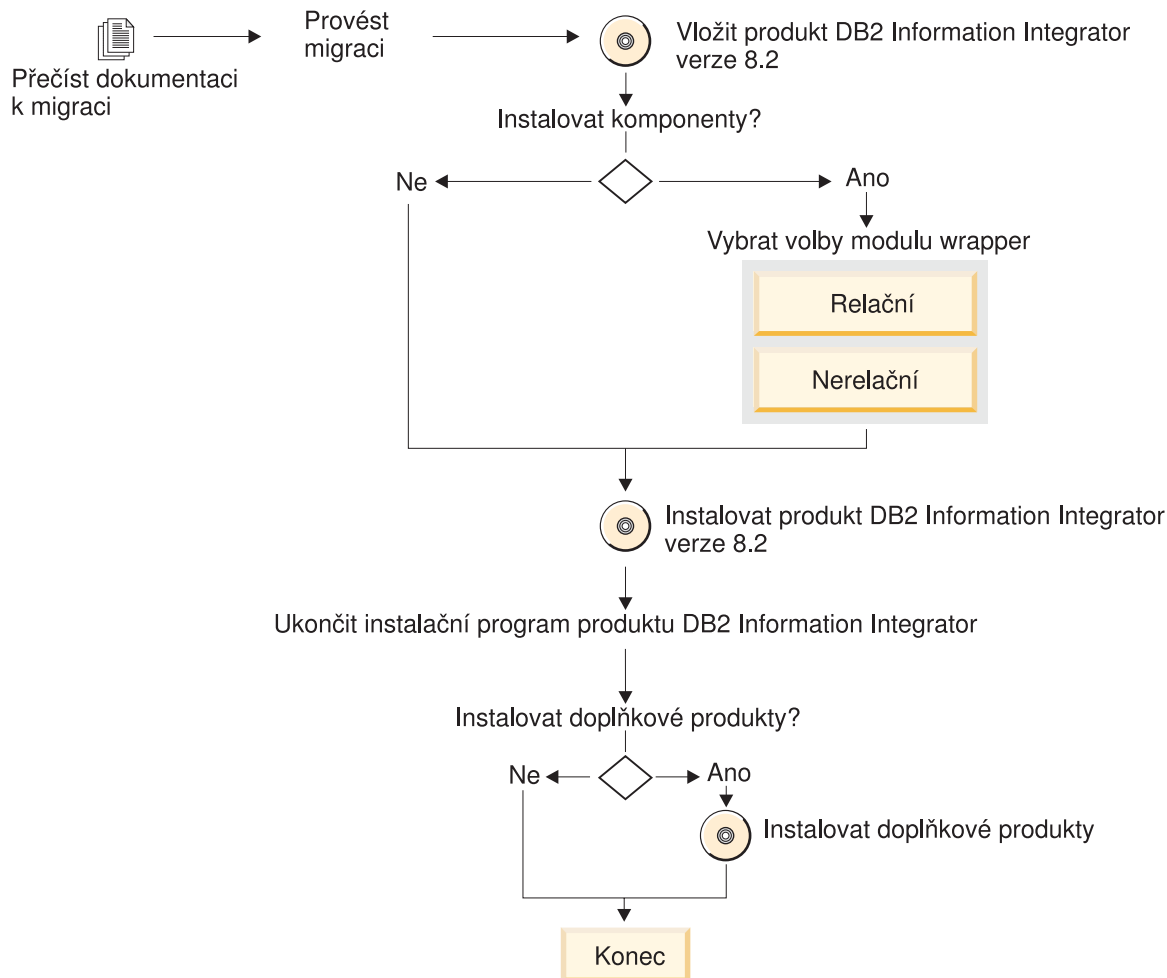 Přečíst dokumentaci
k migraci
Provést
migraci
Vložit produkt DB2 Information Integrator
verze 8.2
Instalovat komponenty?
Ne
Ano
Vybrat volby modulu wrapper
Relační
Nerelační
Instalovat produkt DB2 Information Integrator
verze 8.2
Ukončit instalační program produktu DB2 Information Integrator
Instalovat doplňkové produkty?
Ne
Ano
Instalovat doplňkové produkty
Konec